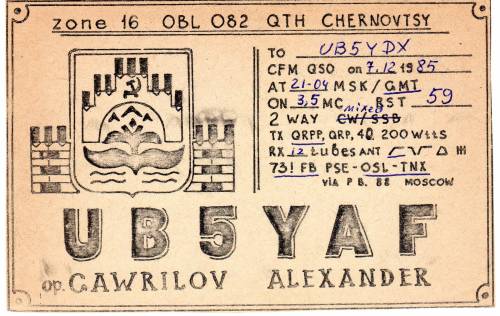 zone 16 OBL 082 QTH CHERNOVTSY
TO UB5YDX
CFM QSO on 7.12 1985
AT 21-04 MSK/GMT
ON 3,5 MC RST 59
mixed
2 WAY CW/SSB
TX QRPP, QRP, 40, 200 Wtts
RX 12 tubes ANT
73! FB PSE-QSL-TNX
via P.B. 88 MOSCOW
UB5YAF
op. GAWRILOV ALEXANDER